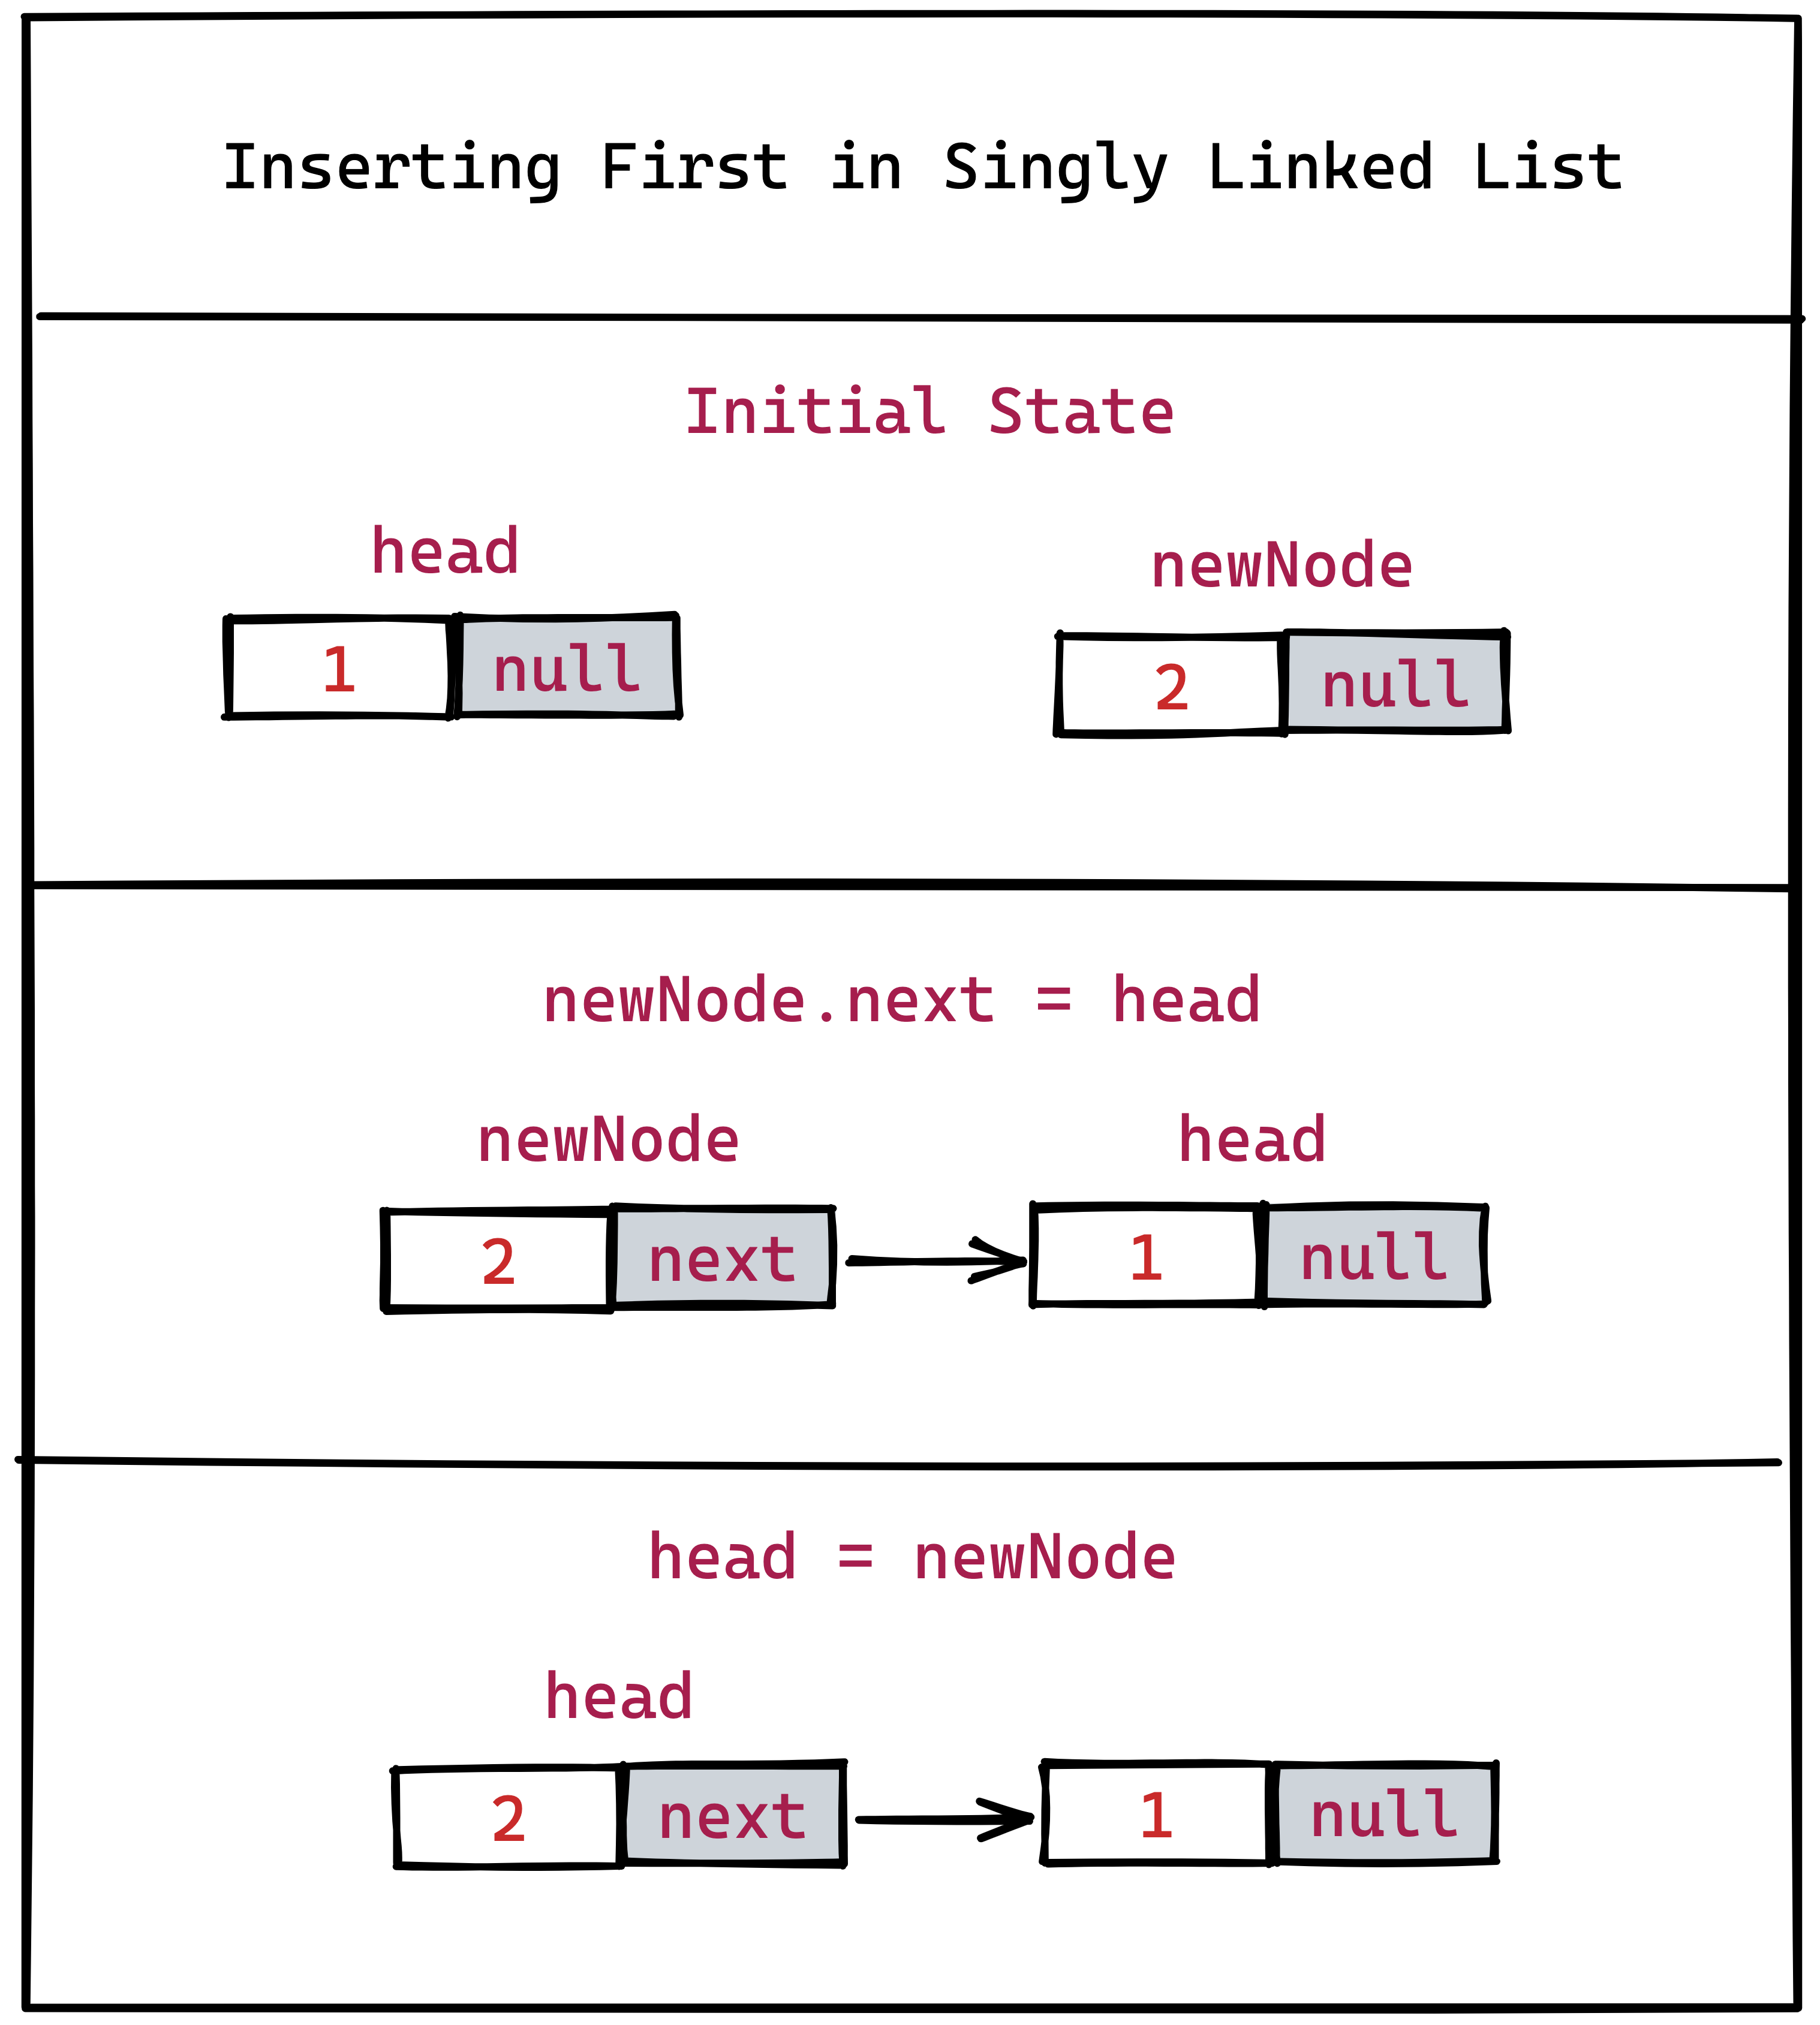 Inserting First in Singly Linked List
Initial State
head
newNode
1 null
2 null
newNode.next = head
newNode
head
2 next
1 null
head = newNode
head
2 next
1 null